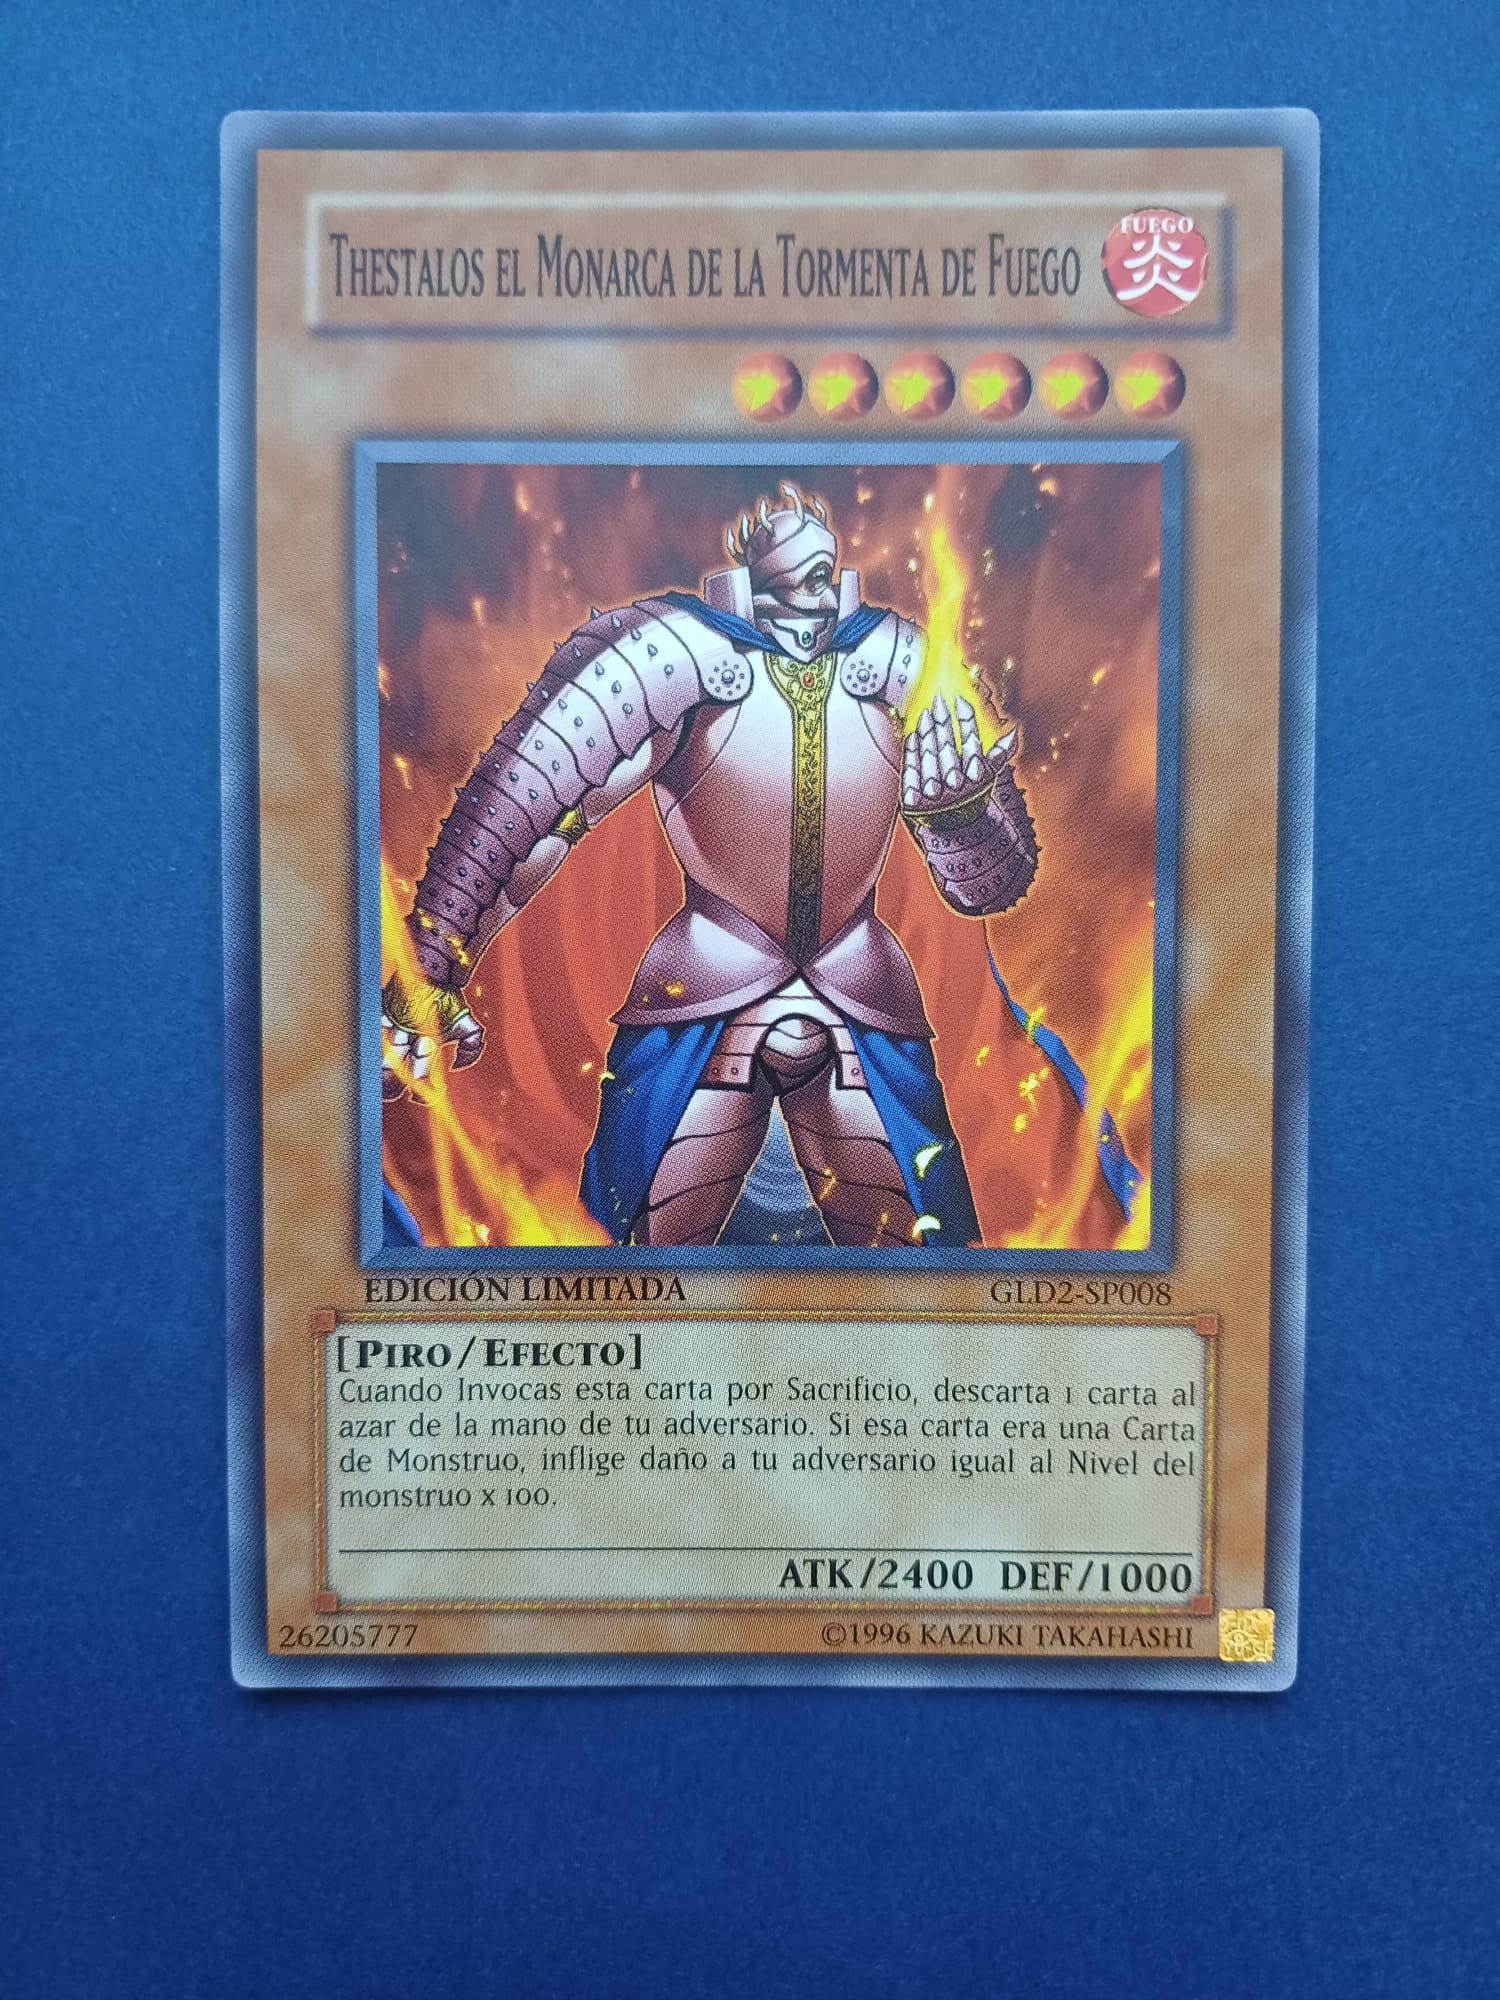 Thestalos el Monarca de la Tormenta de Fuego
FUEGO
炎
EDICIÓN LIMITADA
GLD2-SP008
[Piro/Efecto]
Cuando Invocas esta carta por Sacrificio, descarta 1 carta al
azar de la mano de tu adversario. Si esa carta era una Carta
de Monstruo, inflige daño a tu adversario igual al Nivel del
monstruo x 100.
ATK/2400 DEF/1000
26205777
©1996 KAZUKI TAKAHASHI